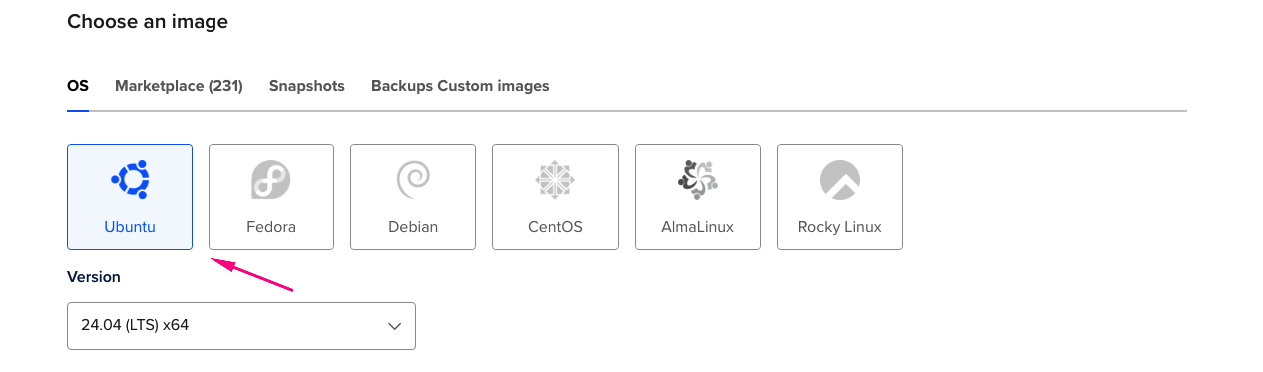 Choose an image
OS Marketplace (231) Snapshots Backups Custom images
Ubuntu Fedora Debian CentOS AlmaLinux Rocky Linux
Version
24.04 (LTS) x64